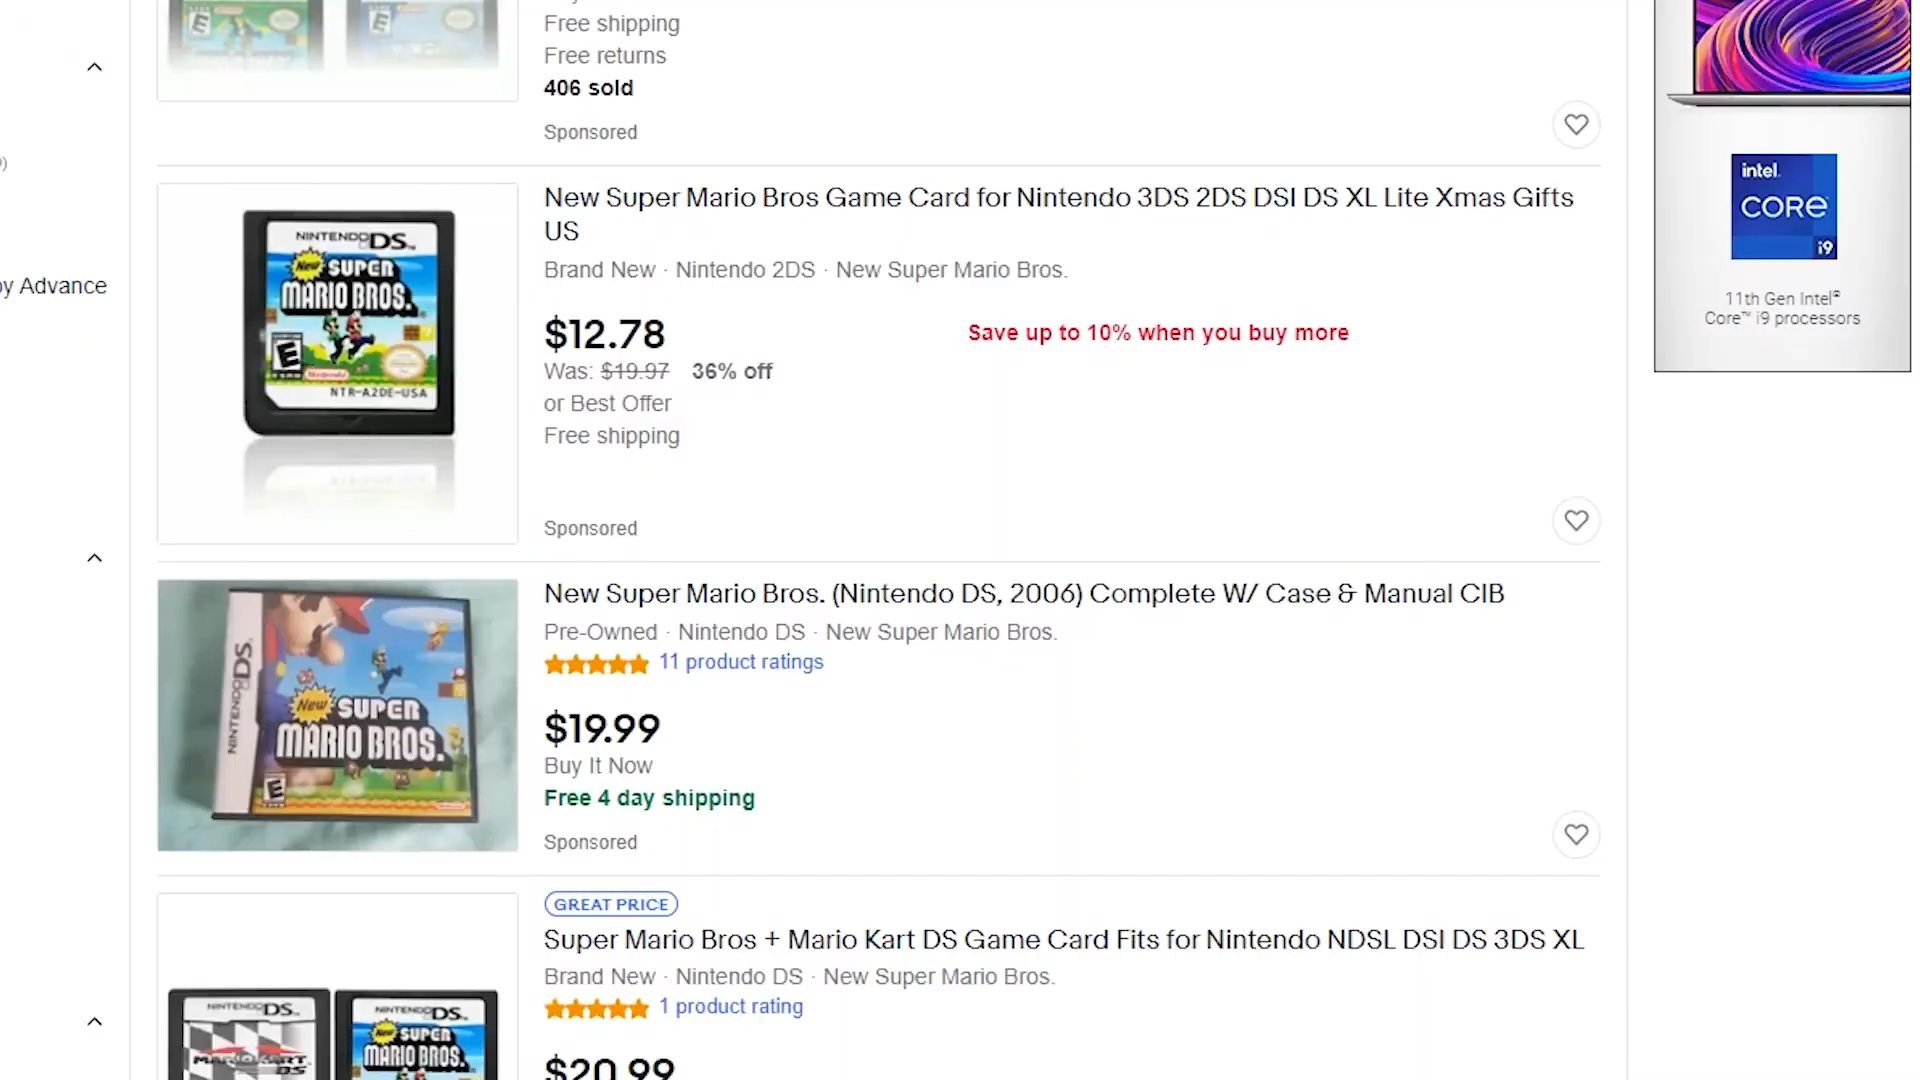 Free shipping
Free returns
406 sold
Sponsored
New Super Mario Bros Game Card for Nintendo 3DS 2DS DSI DS XL Lite Xmas Gifts
US
Brand New · Nintendo 2DS · New Super Mario Bros.
$12.78
Save up to 10% when you buy more
Was: $19.97 36% off
or Best Offer
Free shipping
Sponsored
NINTENDO DS™
New SUPER
MARIO BROS.
E
Nintendo
NTR-A2DE-USA
New Super Mario Bros. (Nintendo DS, 2006) Complete W/ Case & Manual CIB
Pre-Owned · Nintendo DS · New Super Mario Bros.
11 product ratings
$19.99
Buy It Now
Free 4 day shipping
Sponsored
NINTENDO DS
New SUPER
MARIO BROS.
E
GREAT PRICE
Super Mario Bros + Mario Kart DS Game Card Fits for Nintendo NDSL DSI DS 3DS XL
Brand New · Nintendo DS · New Super Mario Bros.
1 product rating
$20.99
NINTENDO DS™
MARIOKART
DS
NINTENDO DS™
New SUPER
MARIO BROS.
E
E
Advance
intel.
CORE
i9
11th Gen Intel®
Core™ i9 processors